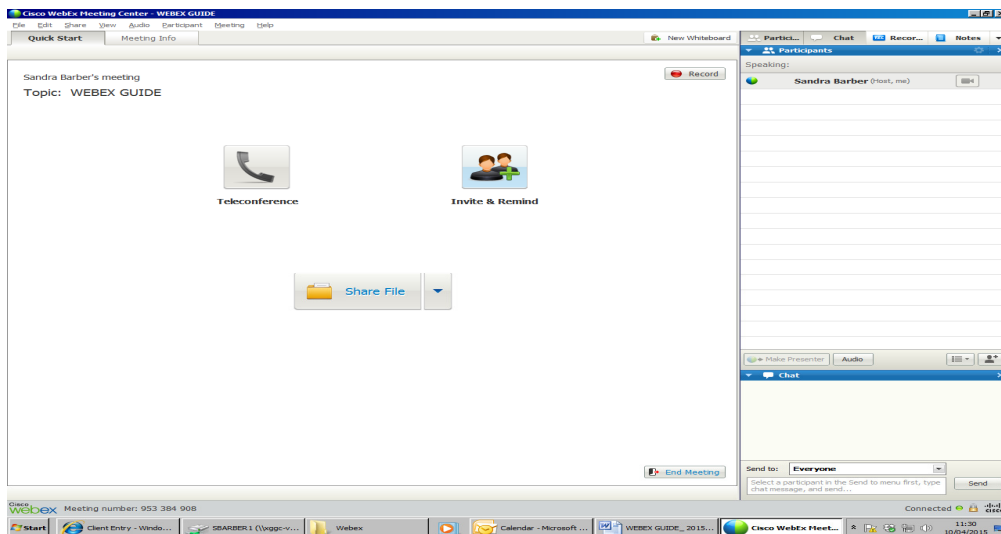 Cisco WebEx Meeting Center - WEBEX GUIDE
File Edit Share View Audio Participant Meeting Help
Quick Start Meeting Info New Whiteboard Partici... Chat Recor... Notes
Participants
Speaking:
Sandra Barber (Host, me)
Sandra Barber's meeting
Record
Topic: WEBEX GUIDE
Teleconference Invite & Remind
Share File
Make Presenter Audio
Chat
End Meeting
Send to: Everyone
Select a participant in the Send to menu first, type
chat message, and send...
Send
Cisco
webex Meeting number: 953 384 908 Connected
cisco
Start Client Entry - Windo... SBARBER1 (\\xggc-v... Webex Calendar - Microsoft ... WEBEX GUIDE_ 2015... Cisco WebEx Meet... 11:30
10/04/2015